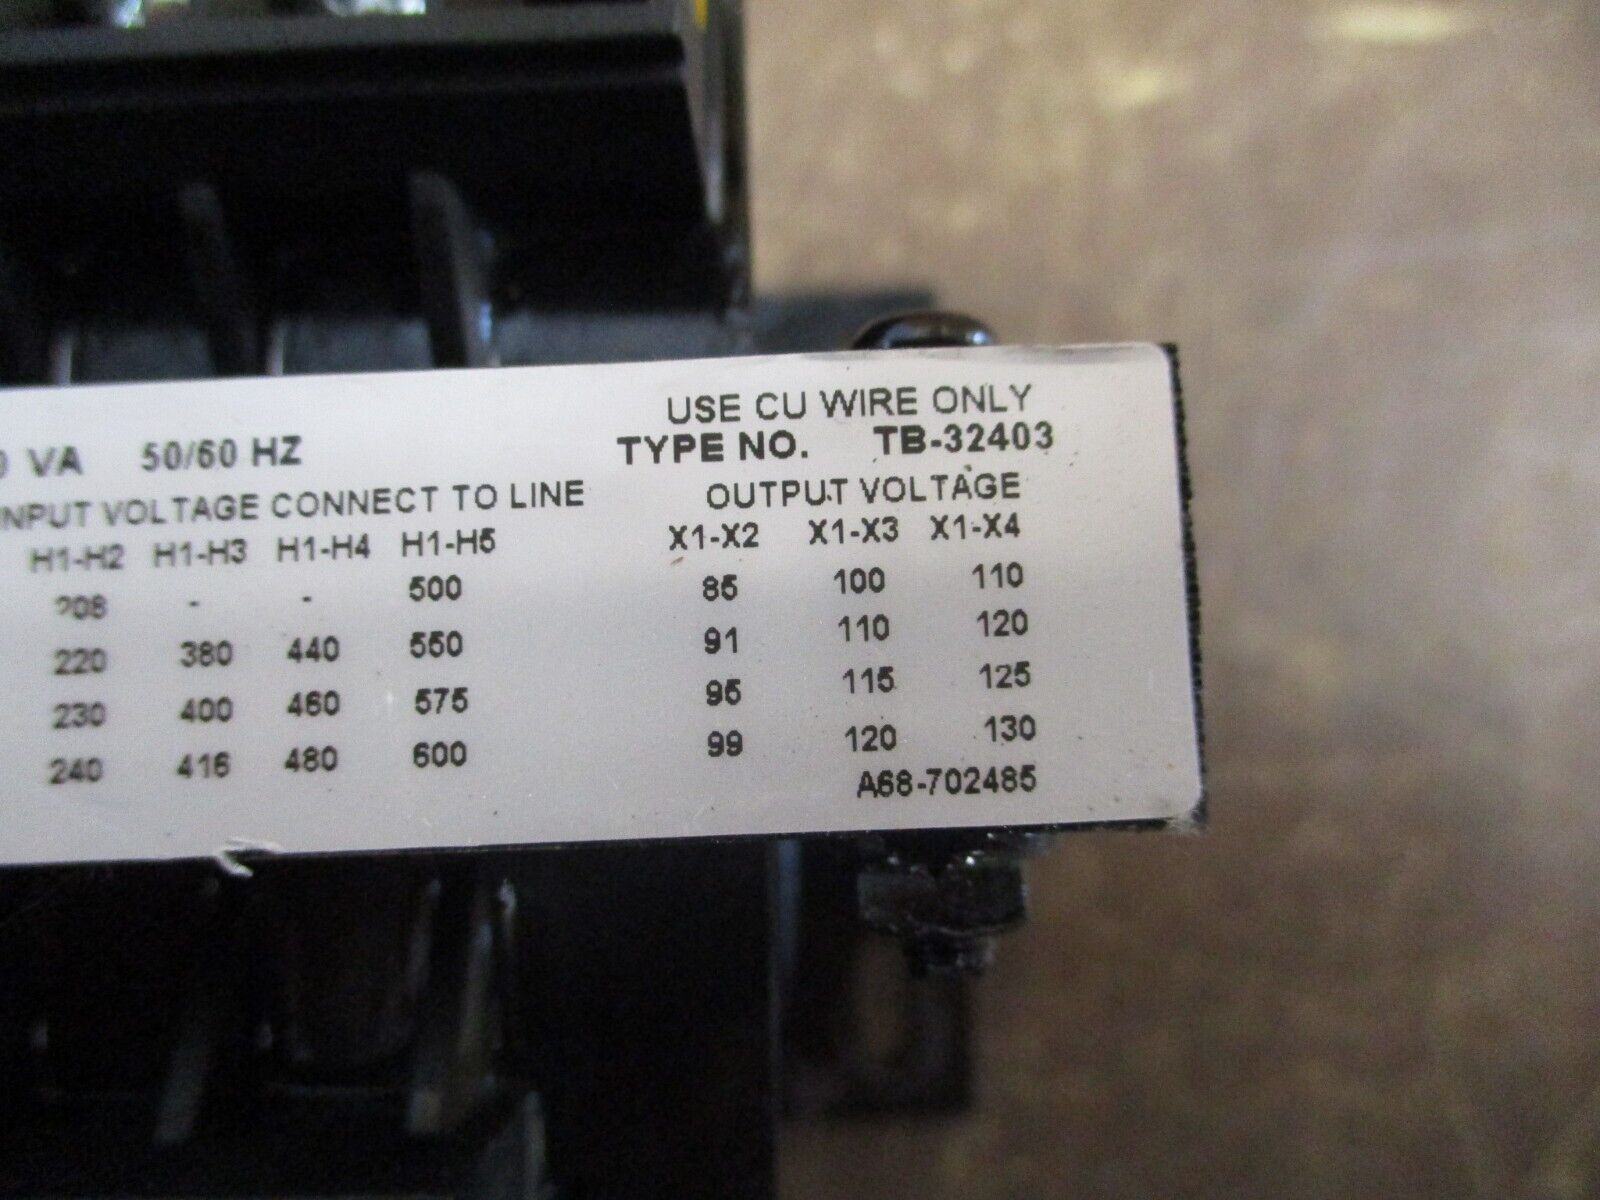 USE CU WIRE ONLY
0 VA 50/60 HZ TYPE NO. TB-32403
INPUT VOLTAGE CONNECT TO LINE OUTPUT VOLTAGE
H1-H2 H1-H3 H1-H4 H1-H5 X1-X2 X1-X3 X1-X4
208 - - 500 85 100 110
220 380 440 550 91 110 120
230 400 460 575 95 115 125
240 416 480 600 99 120 130
A68-702485